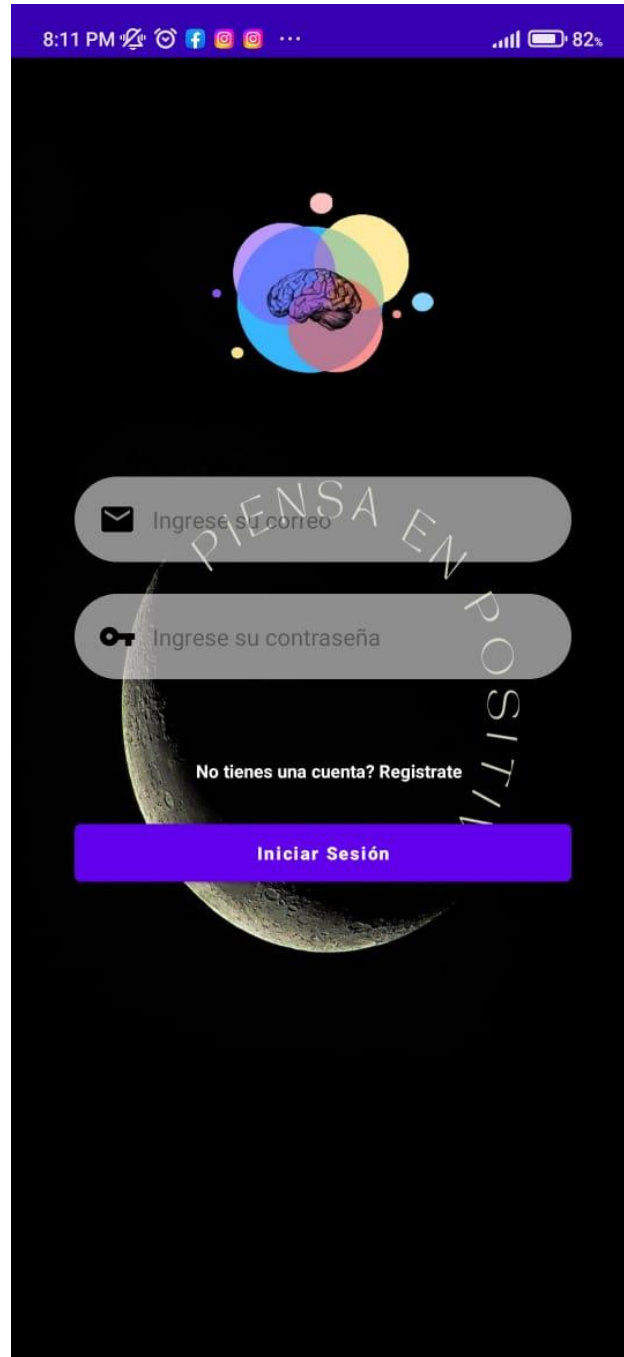 8:11 PM
82%
PIENSA EN
Ingrese su correo
Ingrese su contraseña
No tienes una cuenta? Registrate
Iniciar Sesión